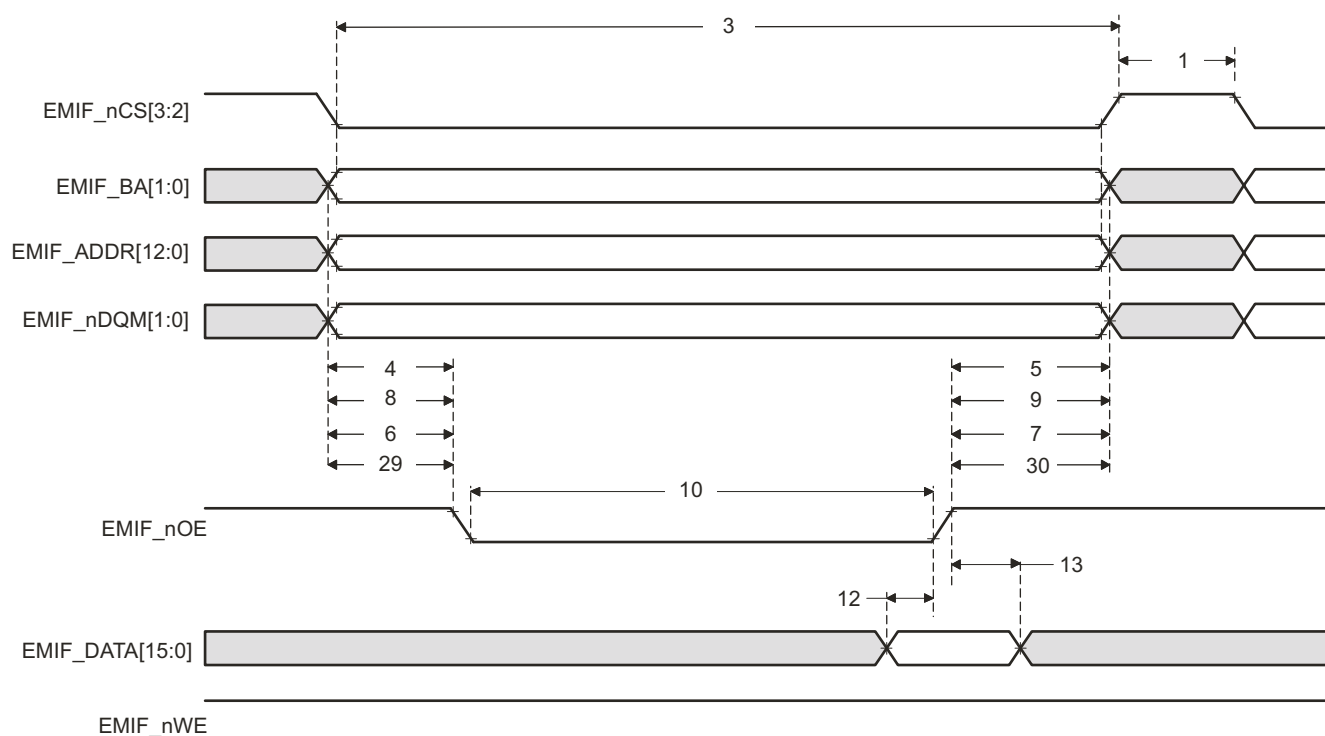 3
1
EMIF_nCS[3:2]
EMIF_BA[1:0]
EMIF_ADDR[12:0]
EMIF_nDQM[1:0]
4
5
8
9
6
7
29
30
10
EMIF_nOE
13
12
EMIF_DATA[15:0]
EMIF_nWE